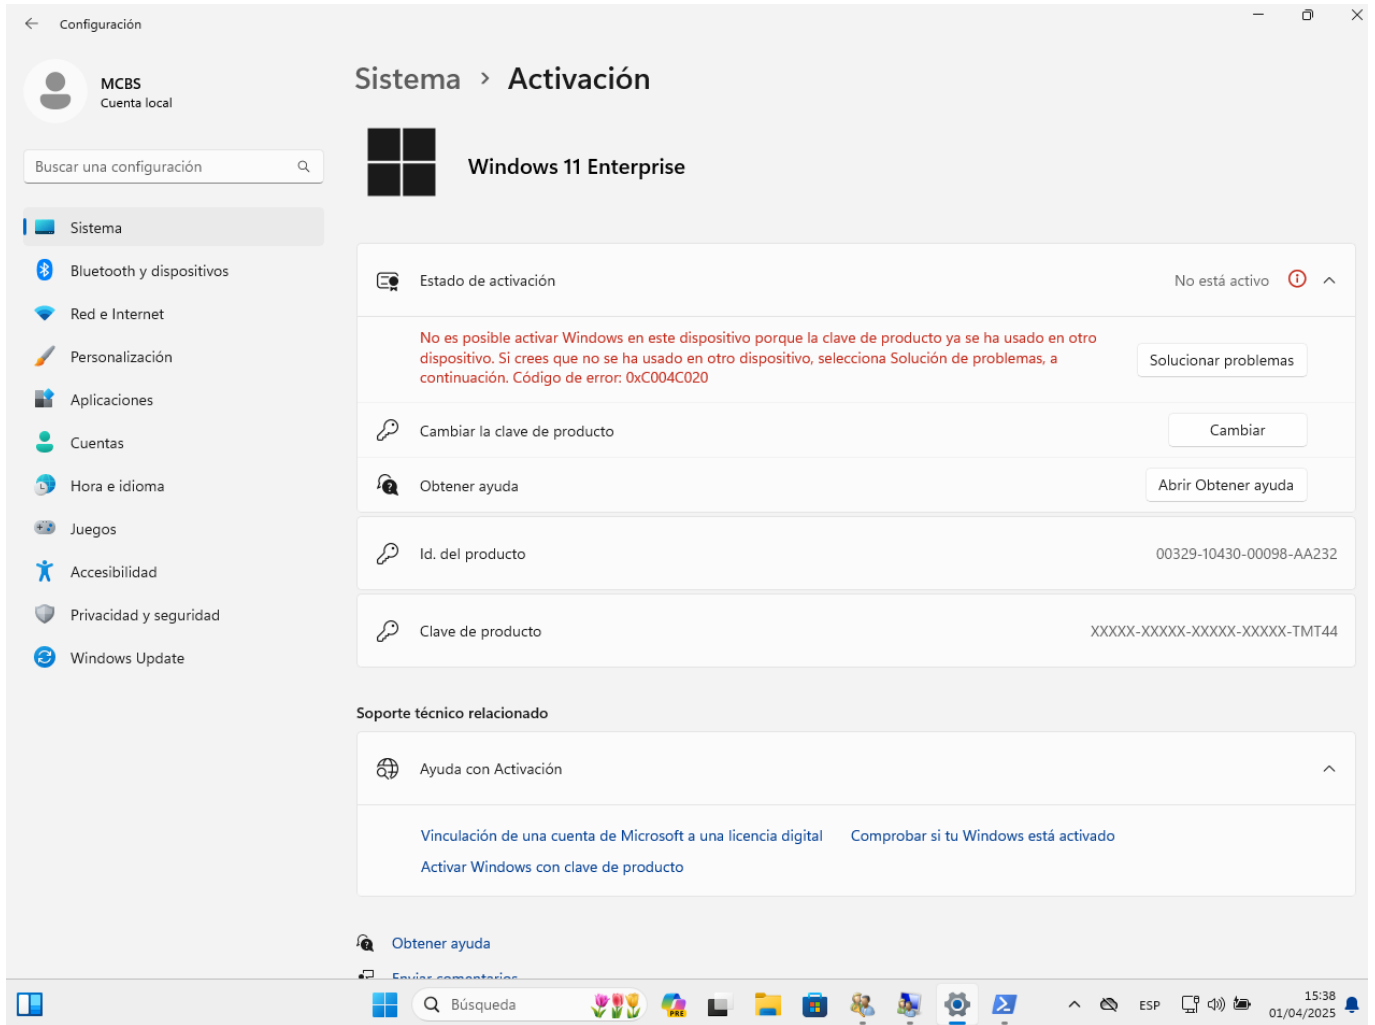 Configuración
MCBS
Cuenta local
Buscar una configuración
Sistema
Bluetooth y dispositivos
Red e Internet
Personalización
Aplicaciones
Cuentas
Hora e idioma
Juegos
Accesibilidad
Privacidad y seguridad
Windows Update
Sistema > Activación
Windows 11 Enterprise
Estado de activación
No está activo
No es posible activar Windows en este dispositivo porque la clave de producto ya se ha usado en otro
dispositivo. Si crees que no se ha usado en otro dispositivo, selecciona Solución de problemas, a
continuación. Código de error: 0xC004C020
Solucionar problemas
Cambiar la clave de producto
Cambiar
Obtener ayuda
Abrir Obtener ayuda
Id. del producto
00329-10430-00098-AA232
Clave de producto
XXXXX-XXXXX-XXXXX-XXXXX-TMT44
Soporte técnico relacionado
Ayuda con Activación
Vinculación de una cuenta de Microsoft a una licencia digital
Comprobar si tu Windows está activado
Activar Windows con clave de producto
Obtener ayuda
Enviar comentarios
Búsqueda
PRE
ESP
15:38
01/04/2025